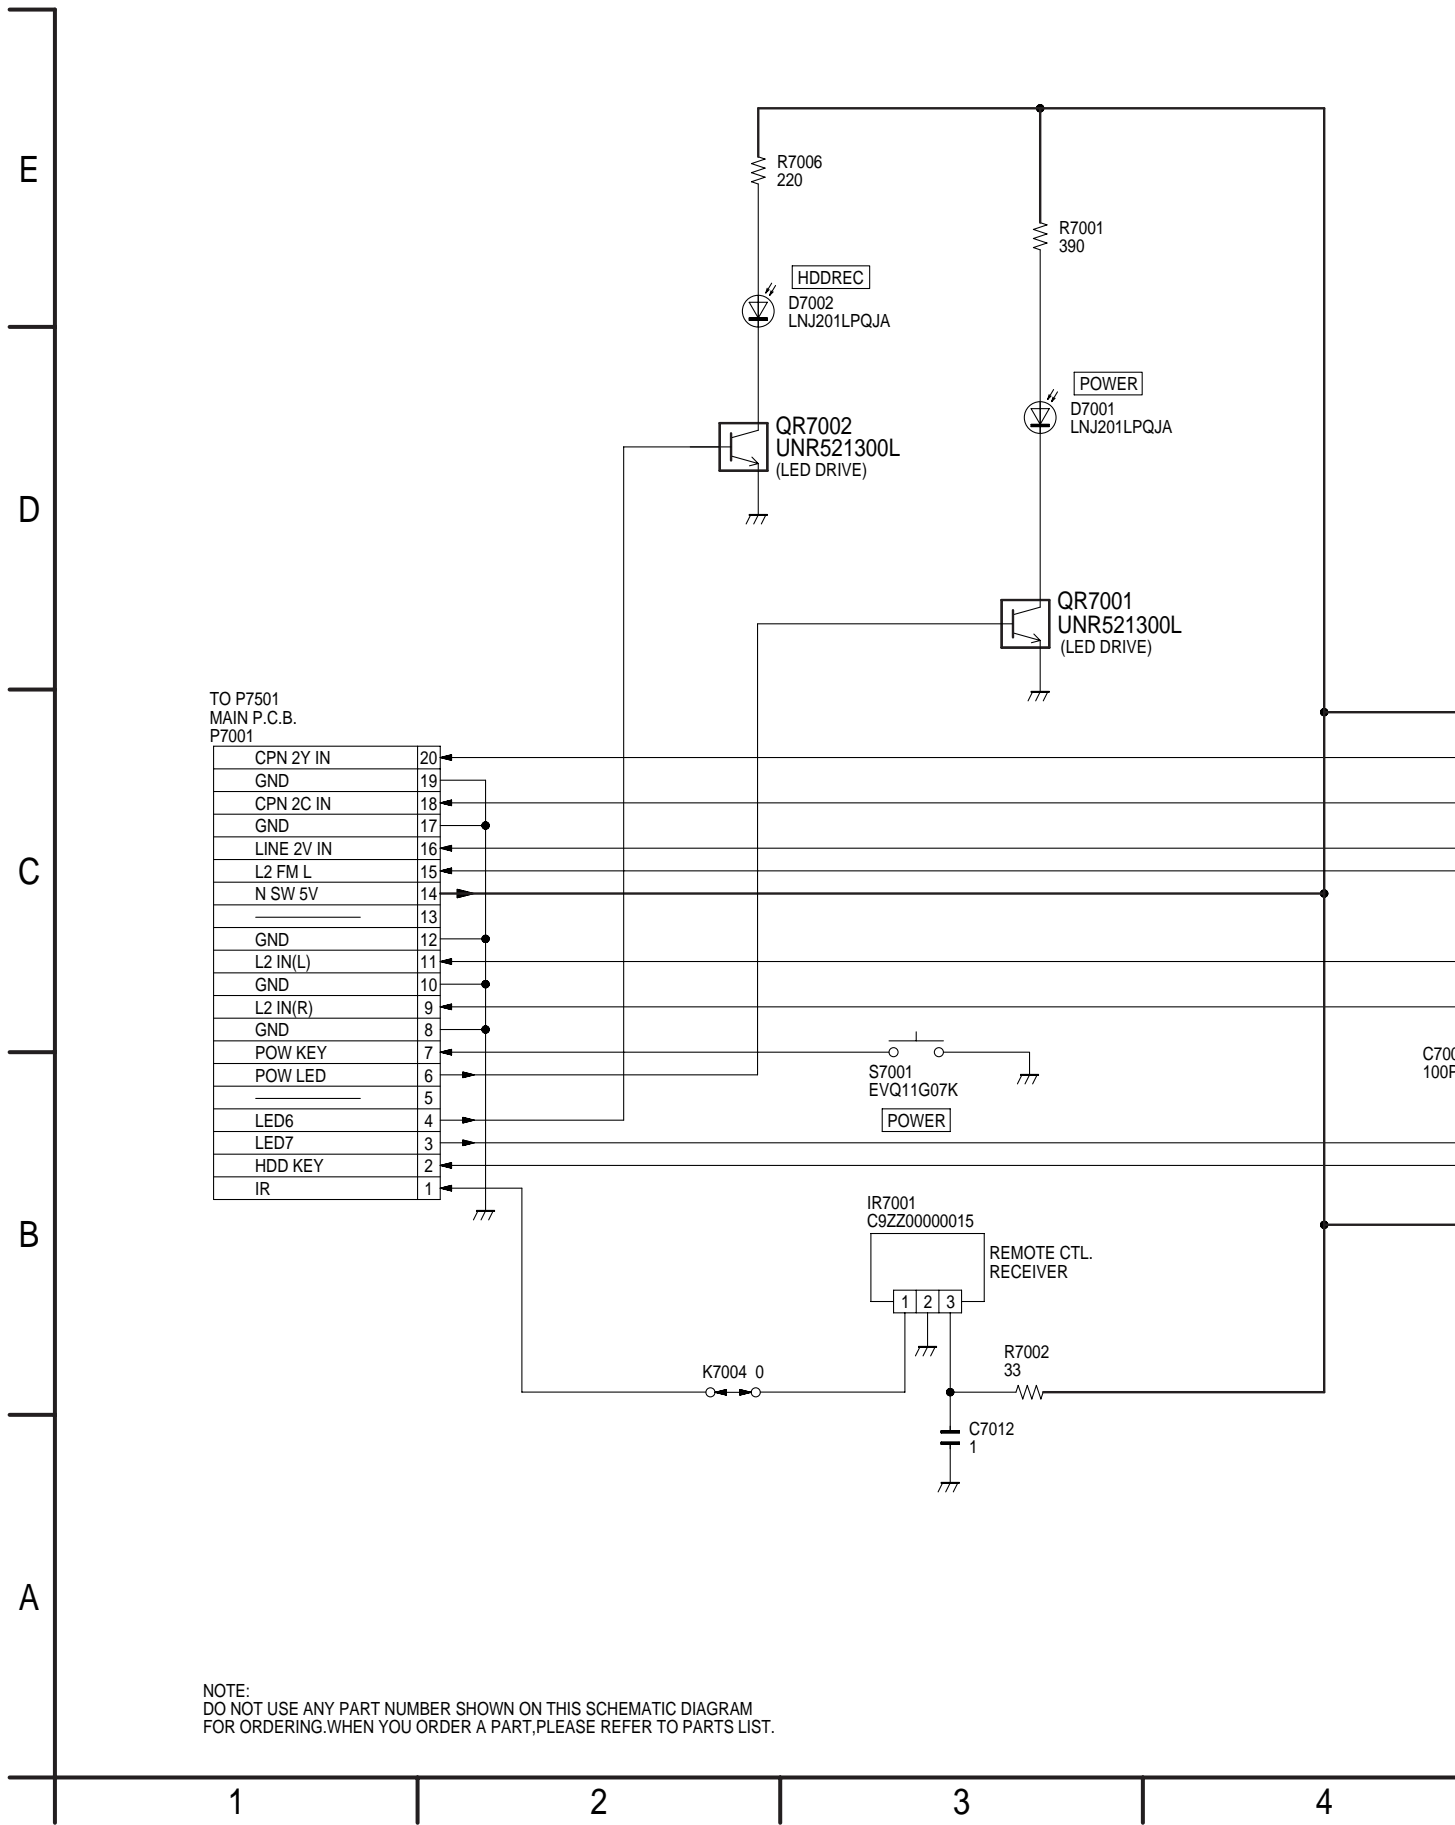 E
R7006
220
R7001
390
HDDREC
D7002
LNJ201LPQJA
POWER
D7001
LNJ201LPQJA
QR7002
UNR521300L
(LED DRIVE)
D
QR7001
UNR521300L
(LED DRIVE)
TO P7501
MAIN P.C.B.
P7001
CPN 2Y IN 20
GND 19
CPN 2C IN 18
GND 17
LINE 2V IN 16
L2 FM L 15
N SW 5V 14
13
GND 12
L2 IN(L) 11
GND 10
L2 IN(R) 9
GND 8
POW KEY 7
POW LED 6
5
LED6 4
LED7 3
HDD KEY 2
IR 1
C
S7001
EVQ11G07K
POWER
C700
100P
B
IR7001
C9ZZ00000015
REMOTE CTL.
RECEIVER
1 2 3
K7004 0
R7002
33
C7012
1
A
NOTE:
DO NOT USE ANY PART NUMBER SHOWN ON THIS SCHEMATIC DIAGRAM
FOR ORDERING.WHEN YOU ORDER A PART,PLEASE REFER TO PARTS LIST.
1 2 3 4